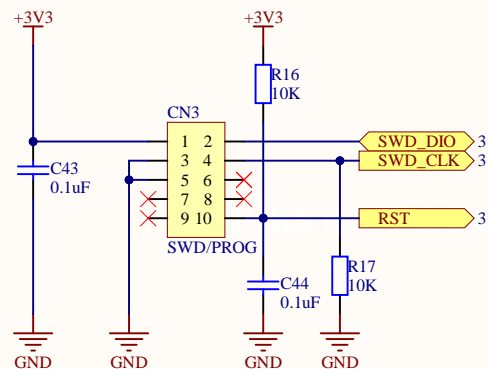 +3V3
+3V3
R16
10K
CN3
1 2
3 4
5 6
7 8
9 10
SWD/PROG
SWD_DIO 3
SWD_CLK 3
RST 3
C43
0.1uF
C44
0.1uF
R17
10K
GND
GND
GND
GND